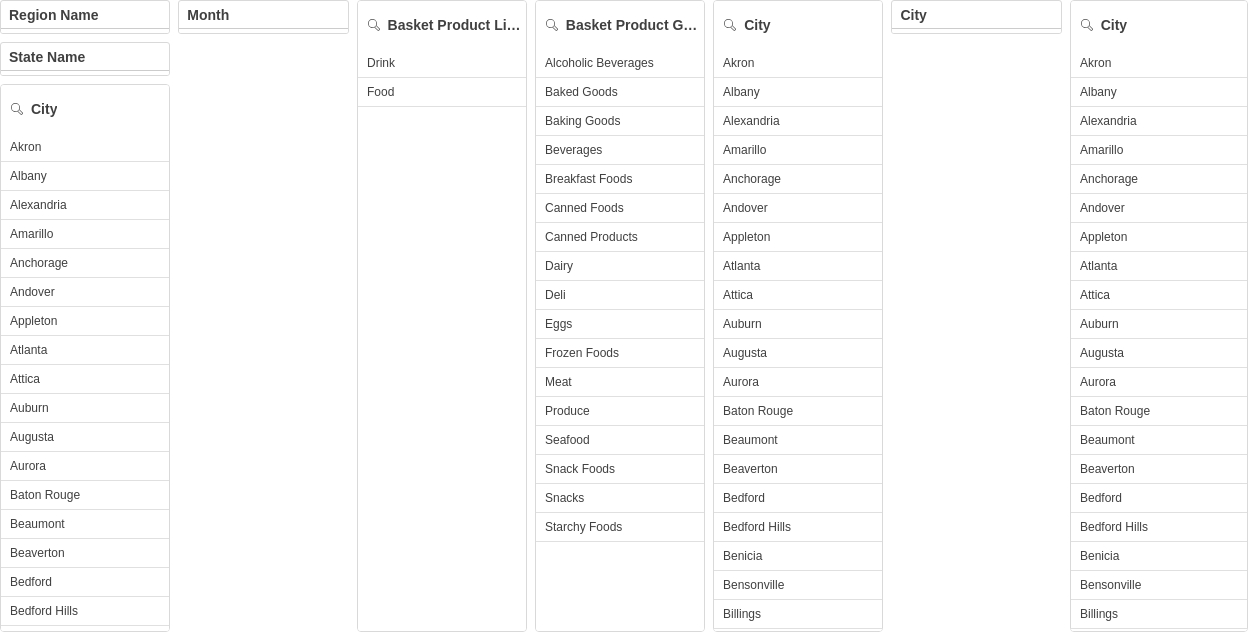 Region Name
State Name
City
Akron
Albany
Alexandria
Amarillo
Anchorage
Andover
Appleton
Atlanta
Attica
Auburn
Augusta
Aurora
Baton Rouge
Beaumont
Beaverton
Bedford
Bedford Hills
Month
Basket Product Li...
Drink
Food
Basket Product G...
Alcoholic Beverages
Baked Goods
Baking Goods
Beverages
Breakfast Foods
Canned Foods
Canned Products
Dairy
Deli
Eggs
Frozen Foods
Meat
Produce
Seafood
Snack Foods
Snacks
Starchy Foods
City
Akron
Albany
Alexandria
Amarillo
Anchorage
Andover
Appleton
Atlanta
Attica
Auburn
Augusta
Aurora
Baton Rouge
Beaumont
Beaverton
Bedford
Bedford Hills
Benicia
Bensonville
Billings
City
City
Akron
Albany
Alexandria
Amarillo
Anchorage
Andover
Appleton
Atlanta
Attica
Auburn
Augusta
Aurora
Baton Rouge
Beaumont
Beaverton
Bedford
Bedford Hills
Benicia
Bensonville
Billings